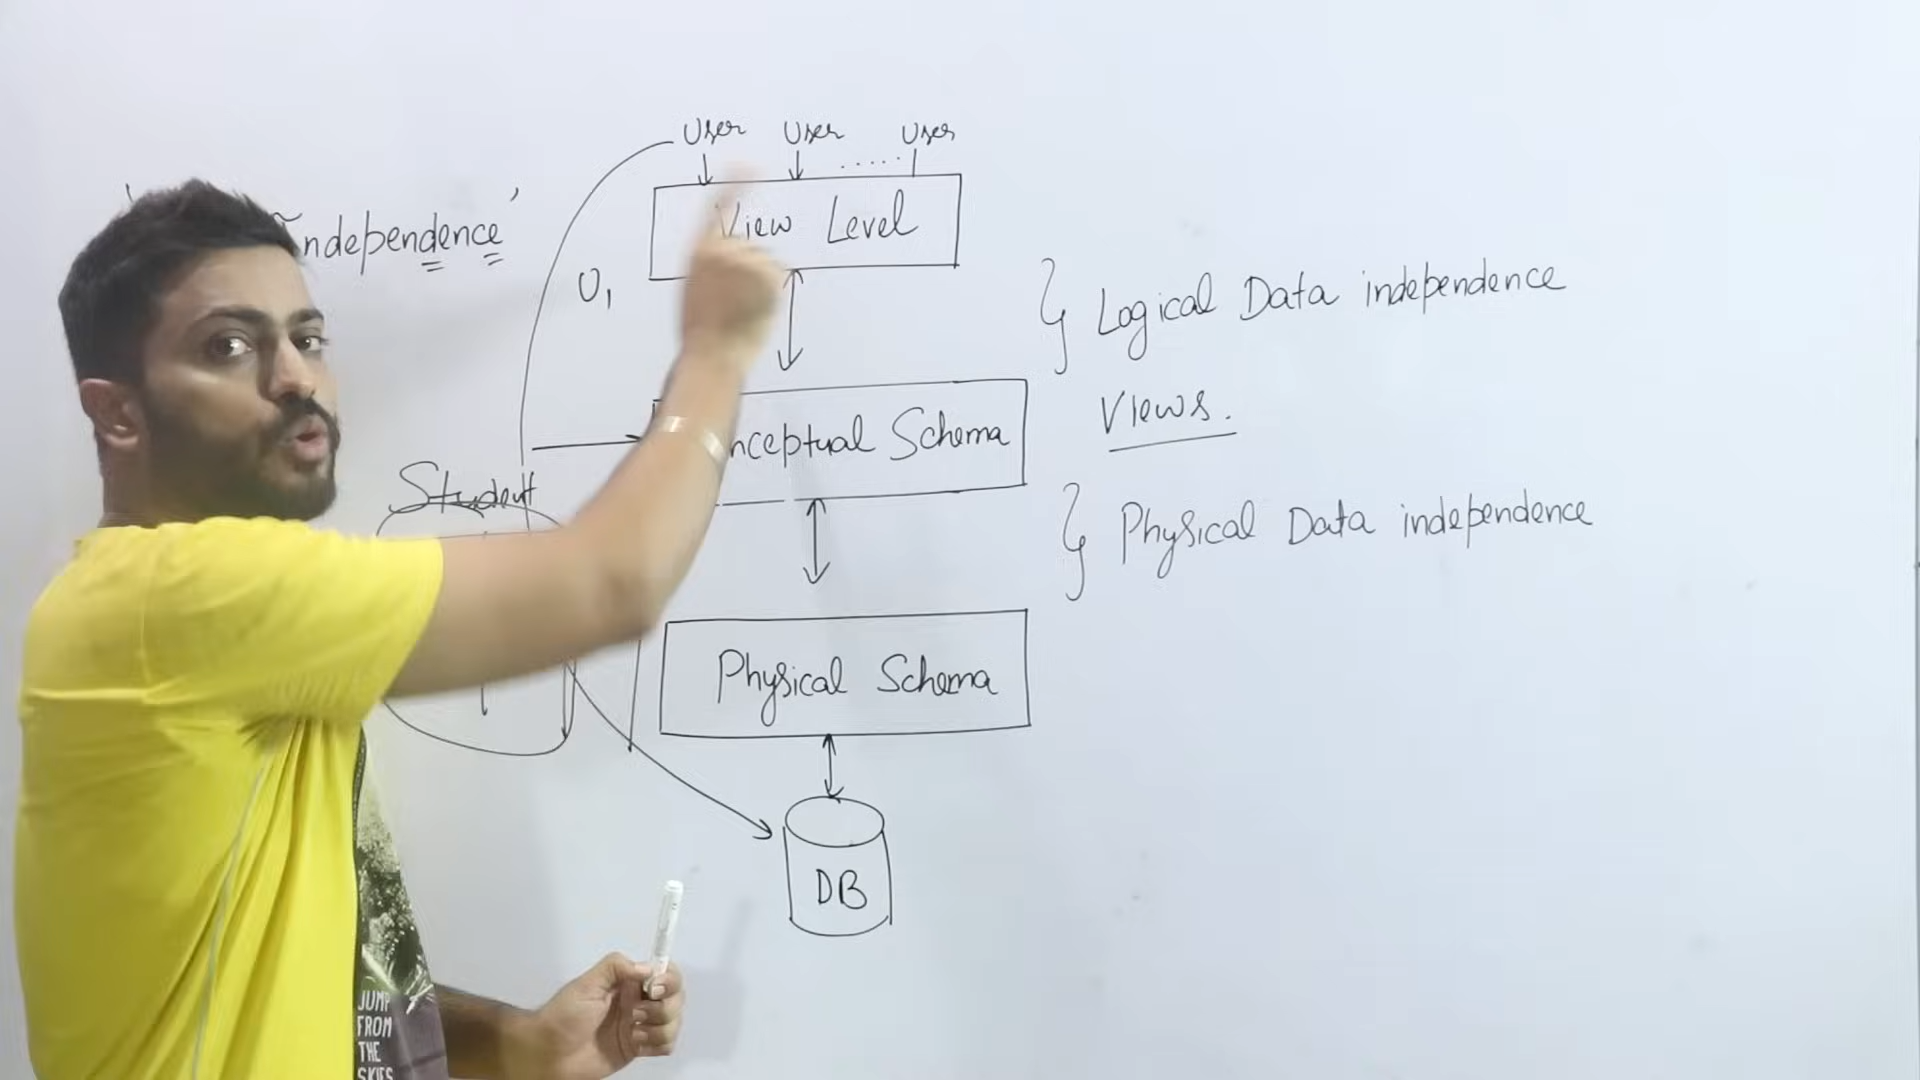 User User User
View Level
ndependence'
U,
Logical Data independence
Views.
nceptual Schema
Student
Physical Data independence
Physical Schema
DB
JUMP
FROM
THE
SKIES